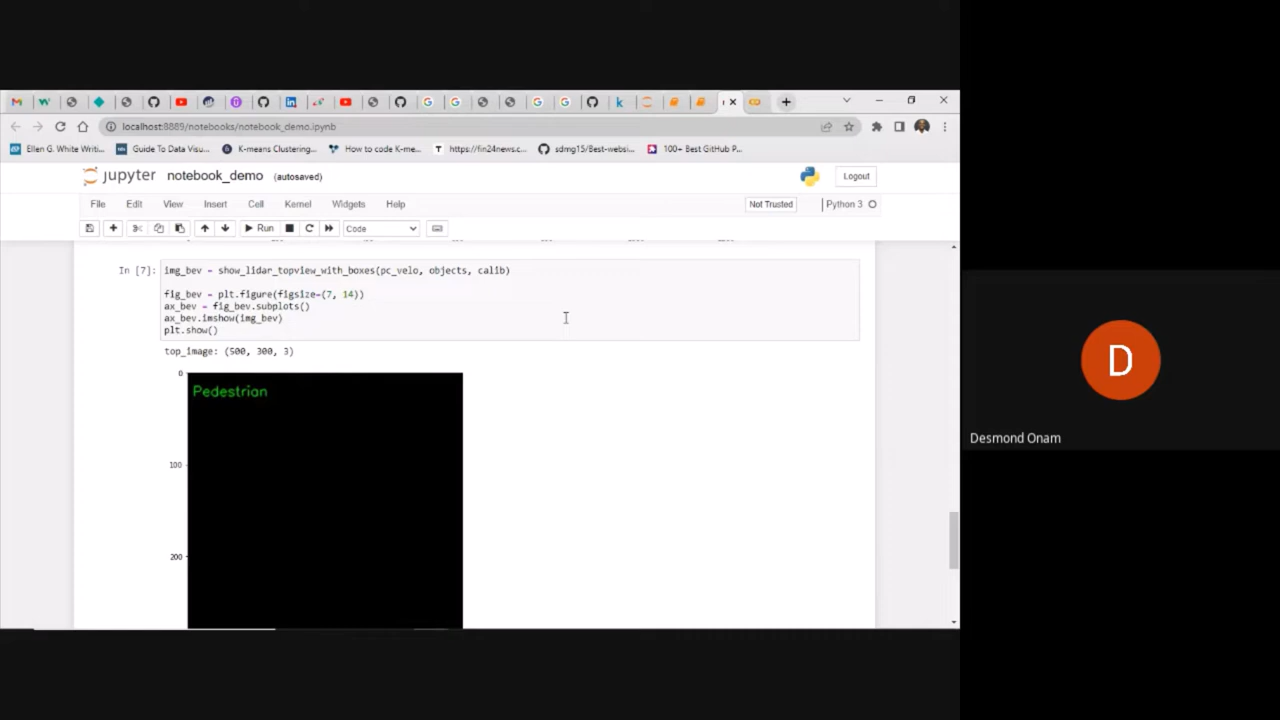 localhost:8889/notebooks/notebook_demo.ipynb
Ellen G. White Writi... Guide To Data Visu... K-means Clustering... How to code K-me... https://fin24news.c... sdmg15/Best-websi... 100+ Best GitHub P...
jupyter notebook_demo (autosaved) Logout
File Edit View Insert Cell Kernel Widgets Help Not Trusted Python 3
Run Code
In [7]: img_bev = show_lidar_topview_with_boxes(pc_velo, objects, calib)
fig_bev = plt.figure(figsize=(7, 14))
ax_bev = fig_bev.subplots()
ax_bev.imshow(img_bev)
plt.show()
top_image: (500, 300, 3)
0
Pedestrian
100
200
D
Desmond Onam